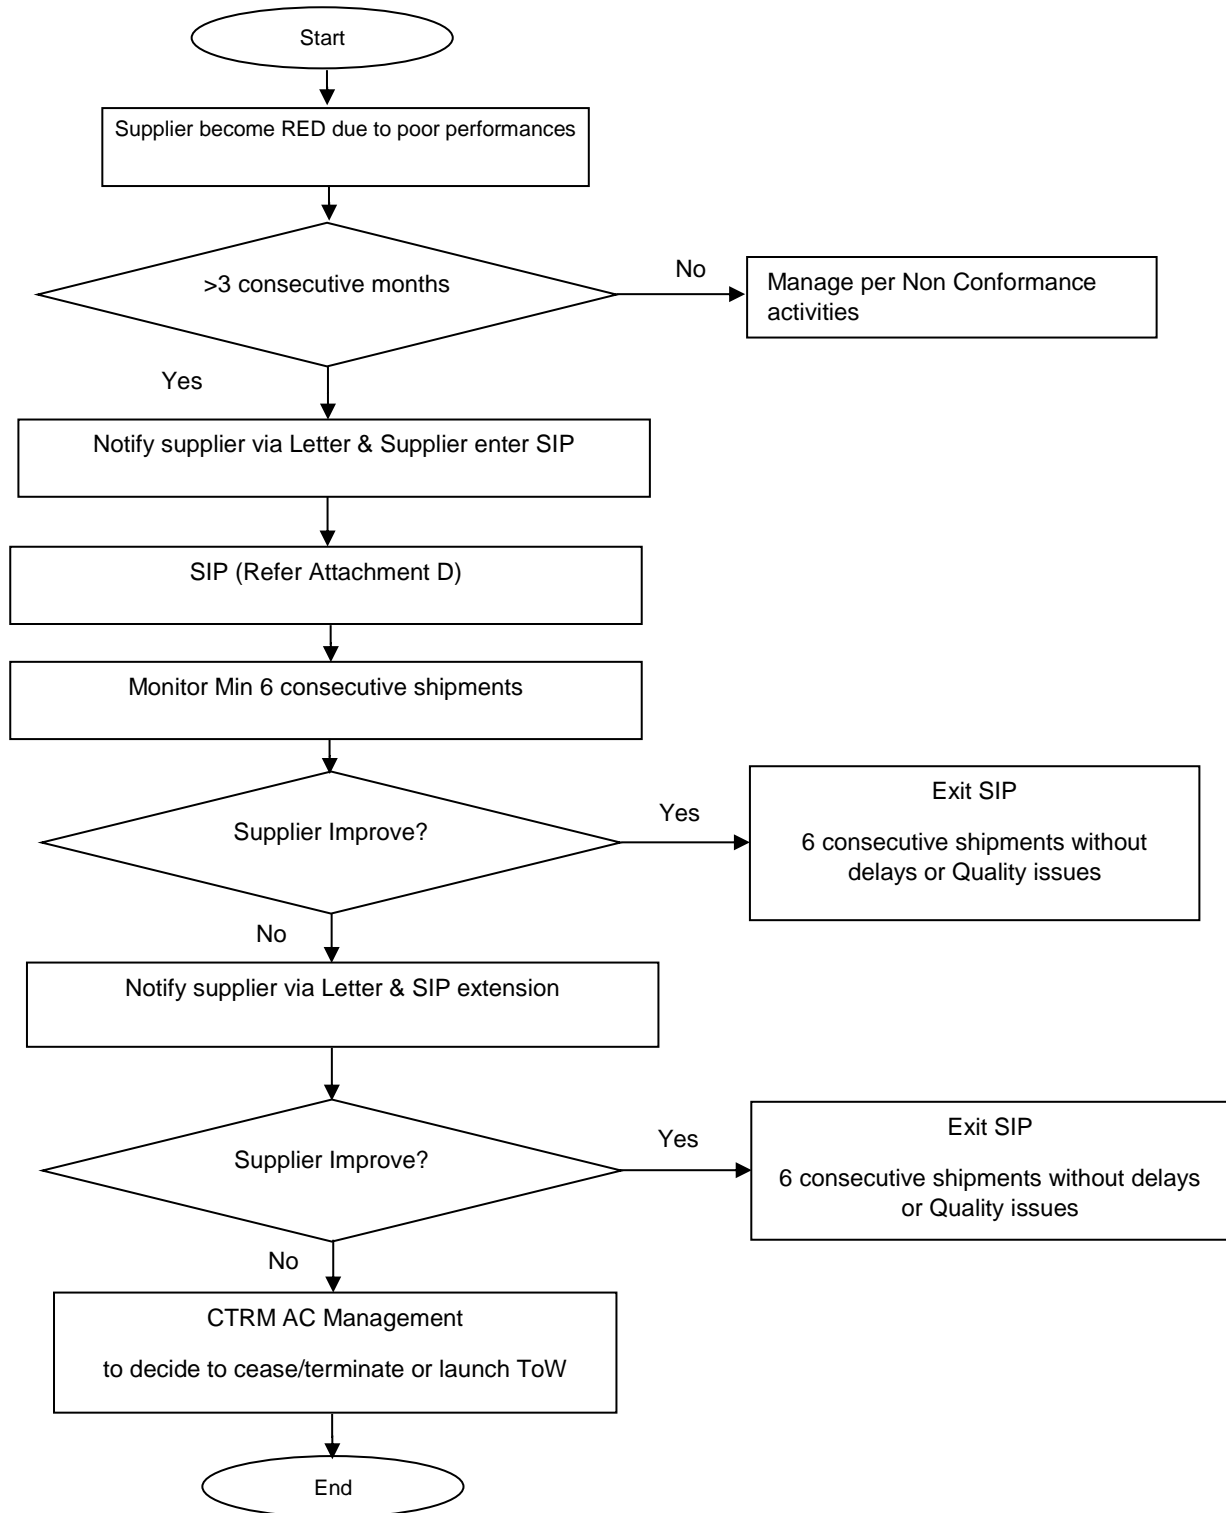 Start
Supplier become RED due to poor performances
>3 consecutive months
No
Manage per Non Conformance
activities
Yes
Notify supplier via Letter & Supplier enter SIP
SIP (Refer Attachment D)
Monitor Min 6 consecutive shipments
Supplier Improve?
Yes
Exit SIP
6 consecutive shipments without
delays or Quality issues
No
Notify supplier via Letter & SIP extension
Supplier Improve?
Yes
Exit SIP
6 consecutive shipments without delays
or Quality issues
No
CTRM AC Management
to decide to cease/terminate or launch ToW
End